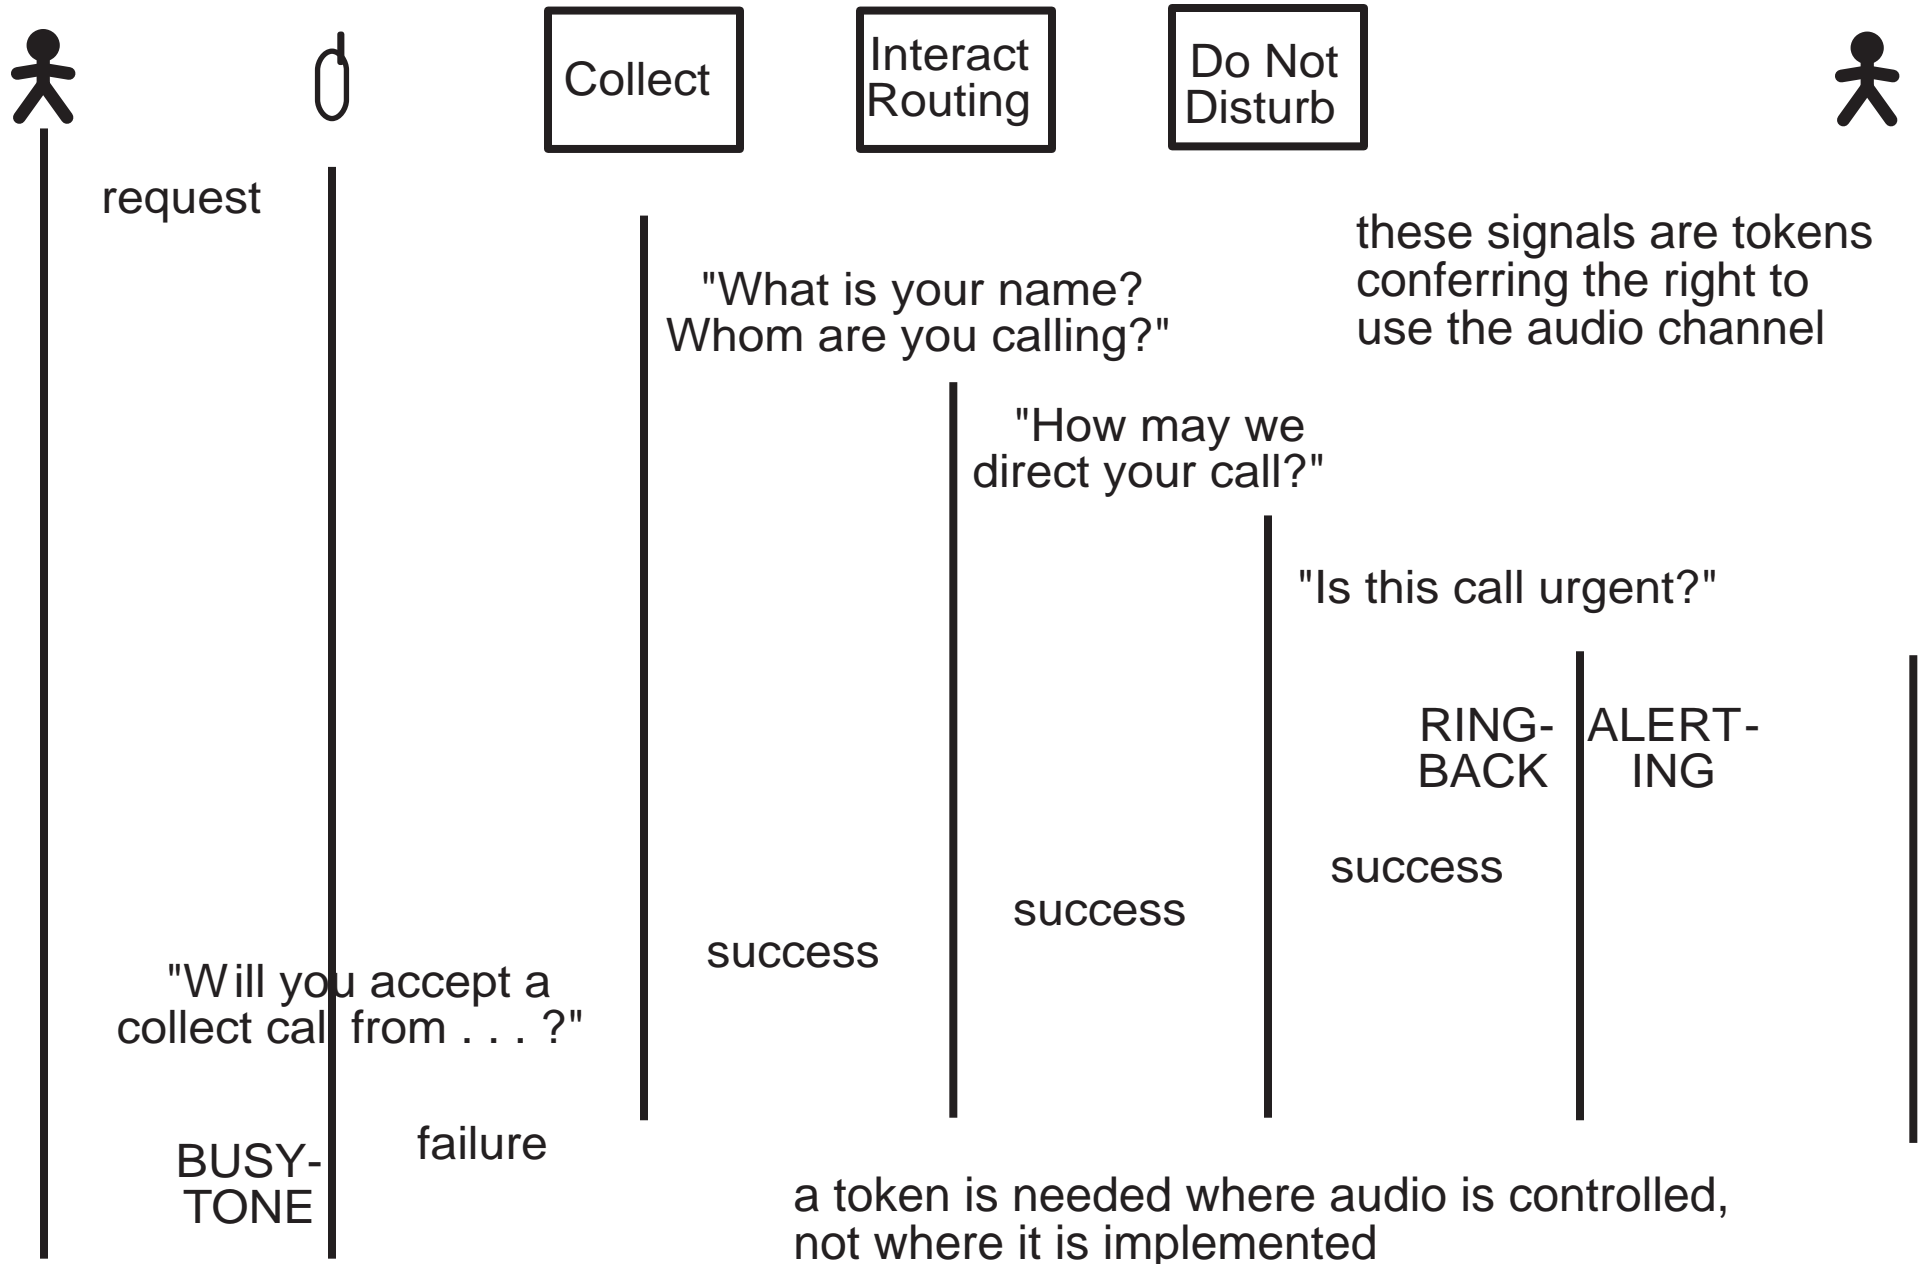 Collect
Interact
Routing
Do Not
Disturb
request
these signals are tokens
conferring the right to
use the audio channel
"What is your name?
Whom are you calling?"
"How may we
direct your call?"
"Is this call urgent?"
RING-
BACK
ALERT-
ING
success
success
success
"Will you accept a
collect call from . . . ?"
failure
BUSY-
TONE
a token is needed where audio is controlled,
not where it is implemented